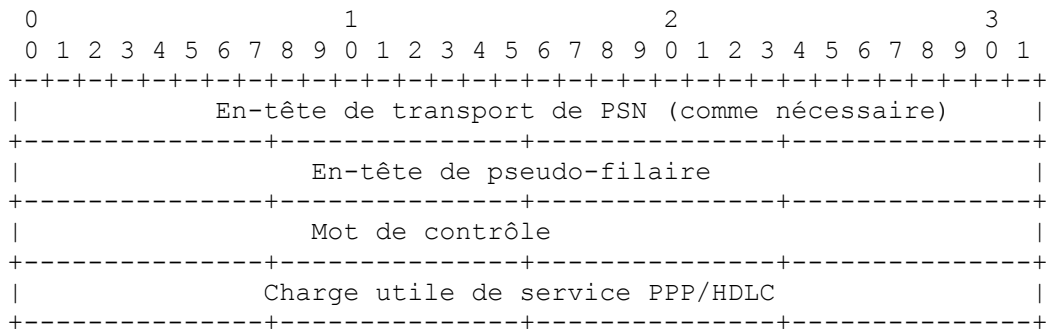 0 1 2 3
0 1 2 3 4 5 6 7 8 9 0 1 2 3 4 5 6 7 8 9 0 1 2 3 4 5 6 7 8 9 0 1
+-+-+-+-+-+-+-+-+-+-+-+-+-+-+-+-+-+-+-+-+-+-+-+-+-+-+-+-+-+-+-+-+
| En-tête de transport de PSN (comme nécessaire) |
+---------------+---------------+---------------+---------------+
| En-tête de pseudo-filaire |
+---------------+---------------+---------------+---------------+
| Mot de contrôle |
+---------------+---------------+---------------+---------------+
| Charge utile de service PPP/HDLC |
+---------------+---------------+---------------+---------------+